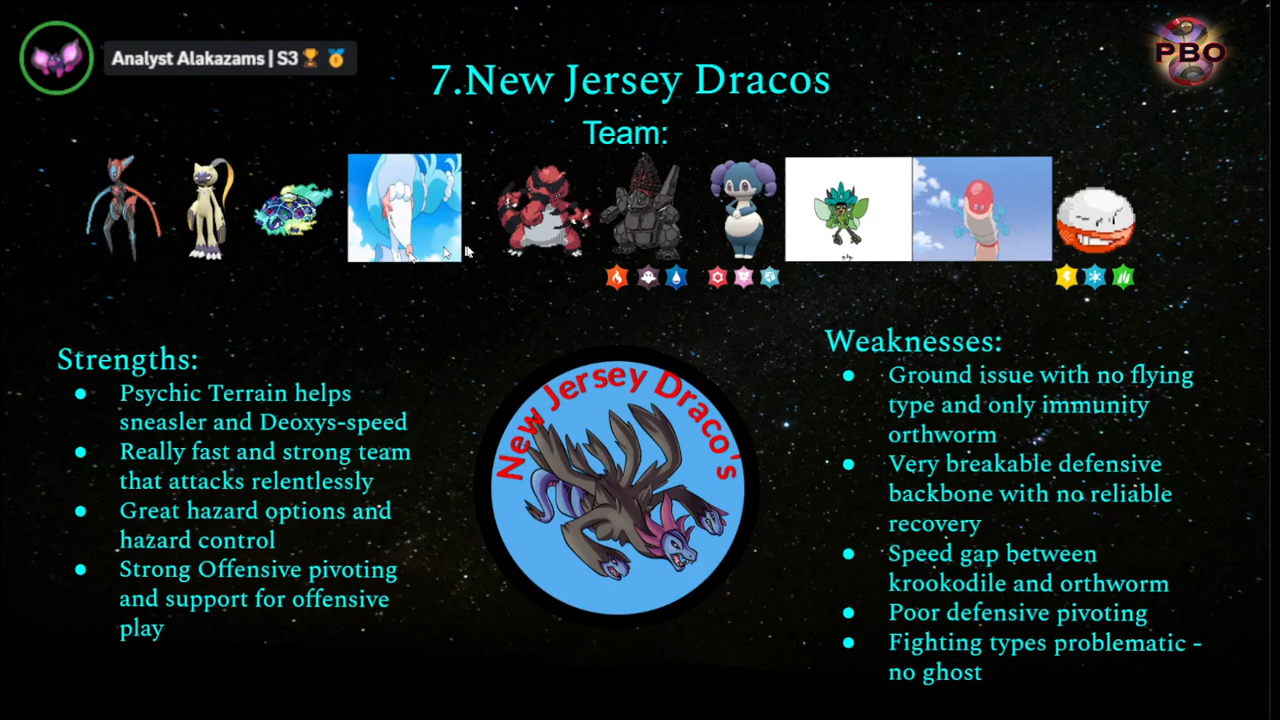 Analyst Alakazams | S3 🏆 🥇
PBO
7.New Jersey Dracos
Team:
Strengths:
● Psychic Terrain helps
sneasler and Deoxys-speed
● Really fast and strong team
that attacks relentlessly
● Great hazard options and
hazard control
● Strong Offensive pivoting
and support for offensive
play
New Jersey Draco's
Weaknesses:
● Ground issue with no flying
type and only immunity
orthworm
● Very breakable defensive
backbone with no reliable
recovery
● Speed gap between
krookodile and orthworm
● Poor defensive pivoting
● Fighting types problematic -
no ghost